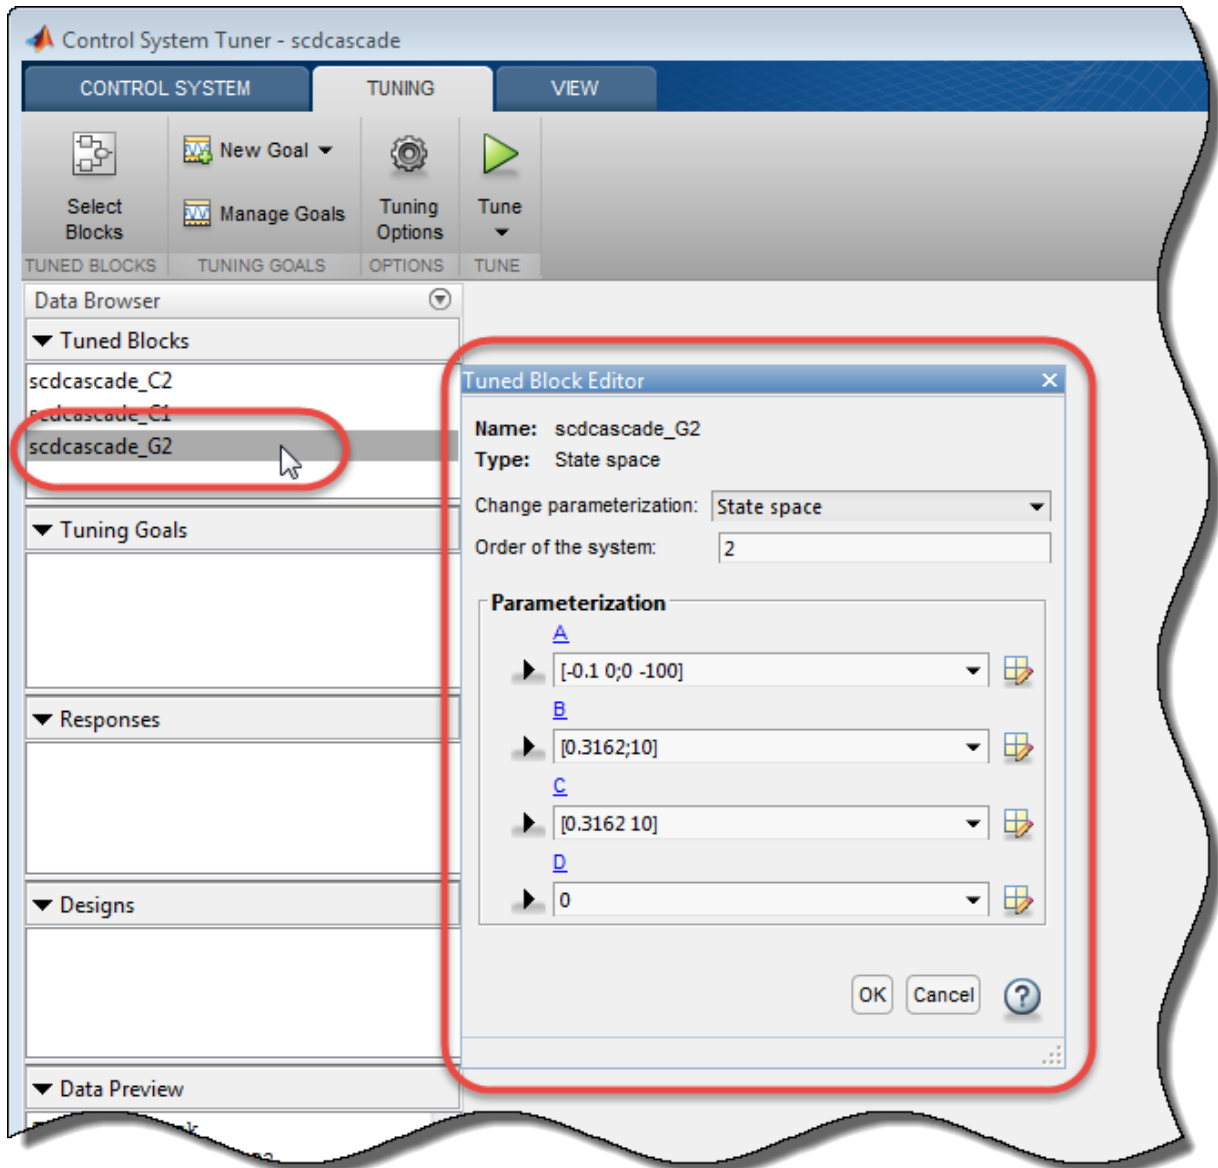 Control System Tuner - scdcascade
CONTROL SYSTEM TUNING VIEW
New Goal
Select Blocks
Manage Goals
Tuning Options
Tune
TUNED BLOCKS TUNING GOALS OPTIONS TUNE
Data Browser
Tuned Blocks
scdcascade_C2
scdcascade_C1
scdcascade_G2
Tuning Goals
Responses
Designs
Data Preview
Tuned Block Editor
Name: scdcascade_G2
Type: State space
Change parameterization: State space
Order of the system: 2
Parameterization
A
[-0.1 0;0 -100]
B
[0.3162;10]
C
[0.3162 10]
D
0
OK Cancel